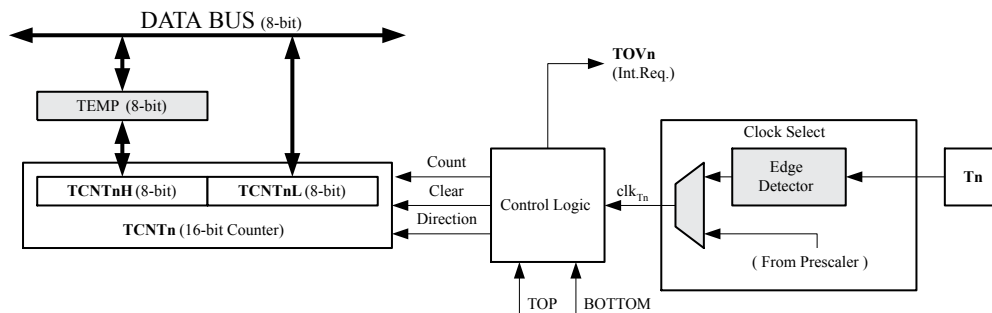 DATA BUS (8-bit)
TOVn
(Int.Req.)
TEMP (8-bit)
Clock Select
Count
Edge
Detector
Tn
TCNTnH (8-bit)
TCNTnL (8-bit)
Clear
Control Logic
clkTn
TCNTn (16-bit Counter)
Direction
( From Prescaler )
TOP
BOTTOM